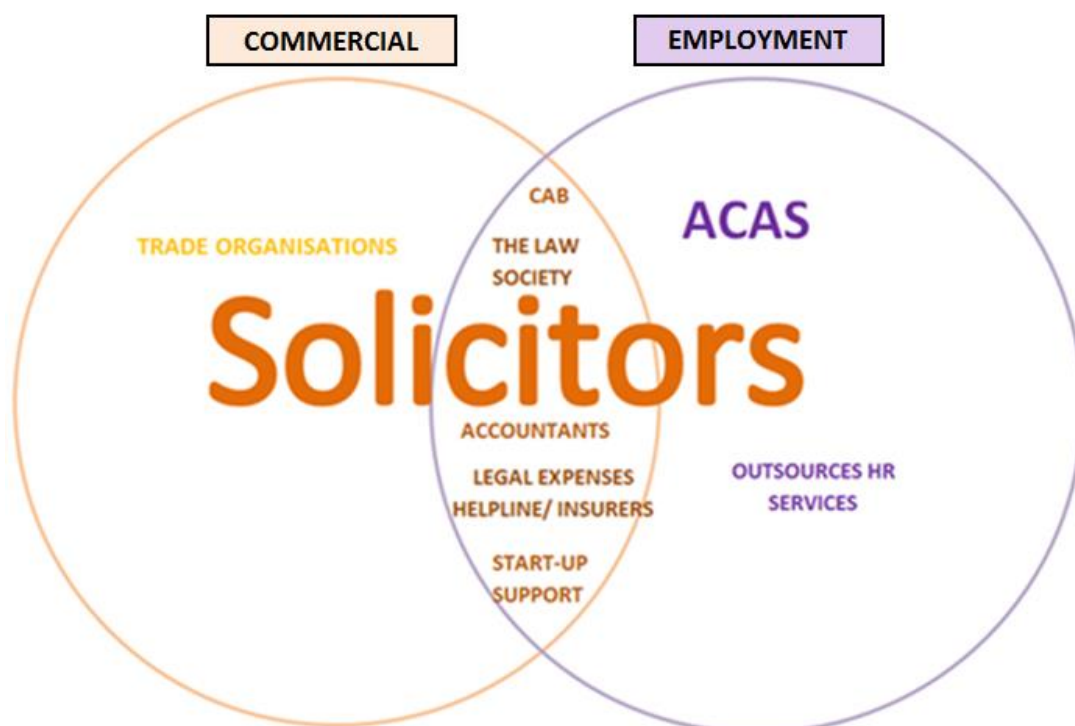 COMMERCIAL
EMPLOYMENT
CAB
ACAS
TRADE ORGANISATIONS
THE LAW
SOCIETY
Solicitors
ACCOUNTANTS
LEGAL EXPENSES
HELPLINE/ INSURERS
OUTSOURCES HR
SERVICES
START-UP
SUPPORT